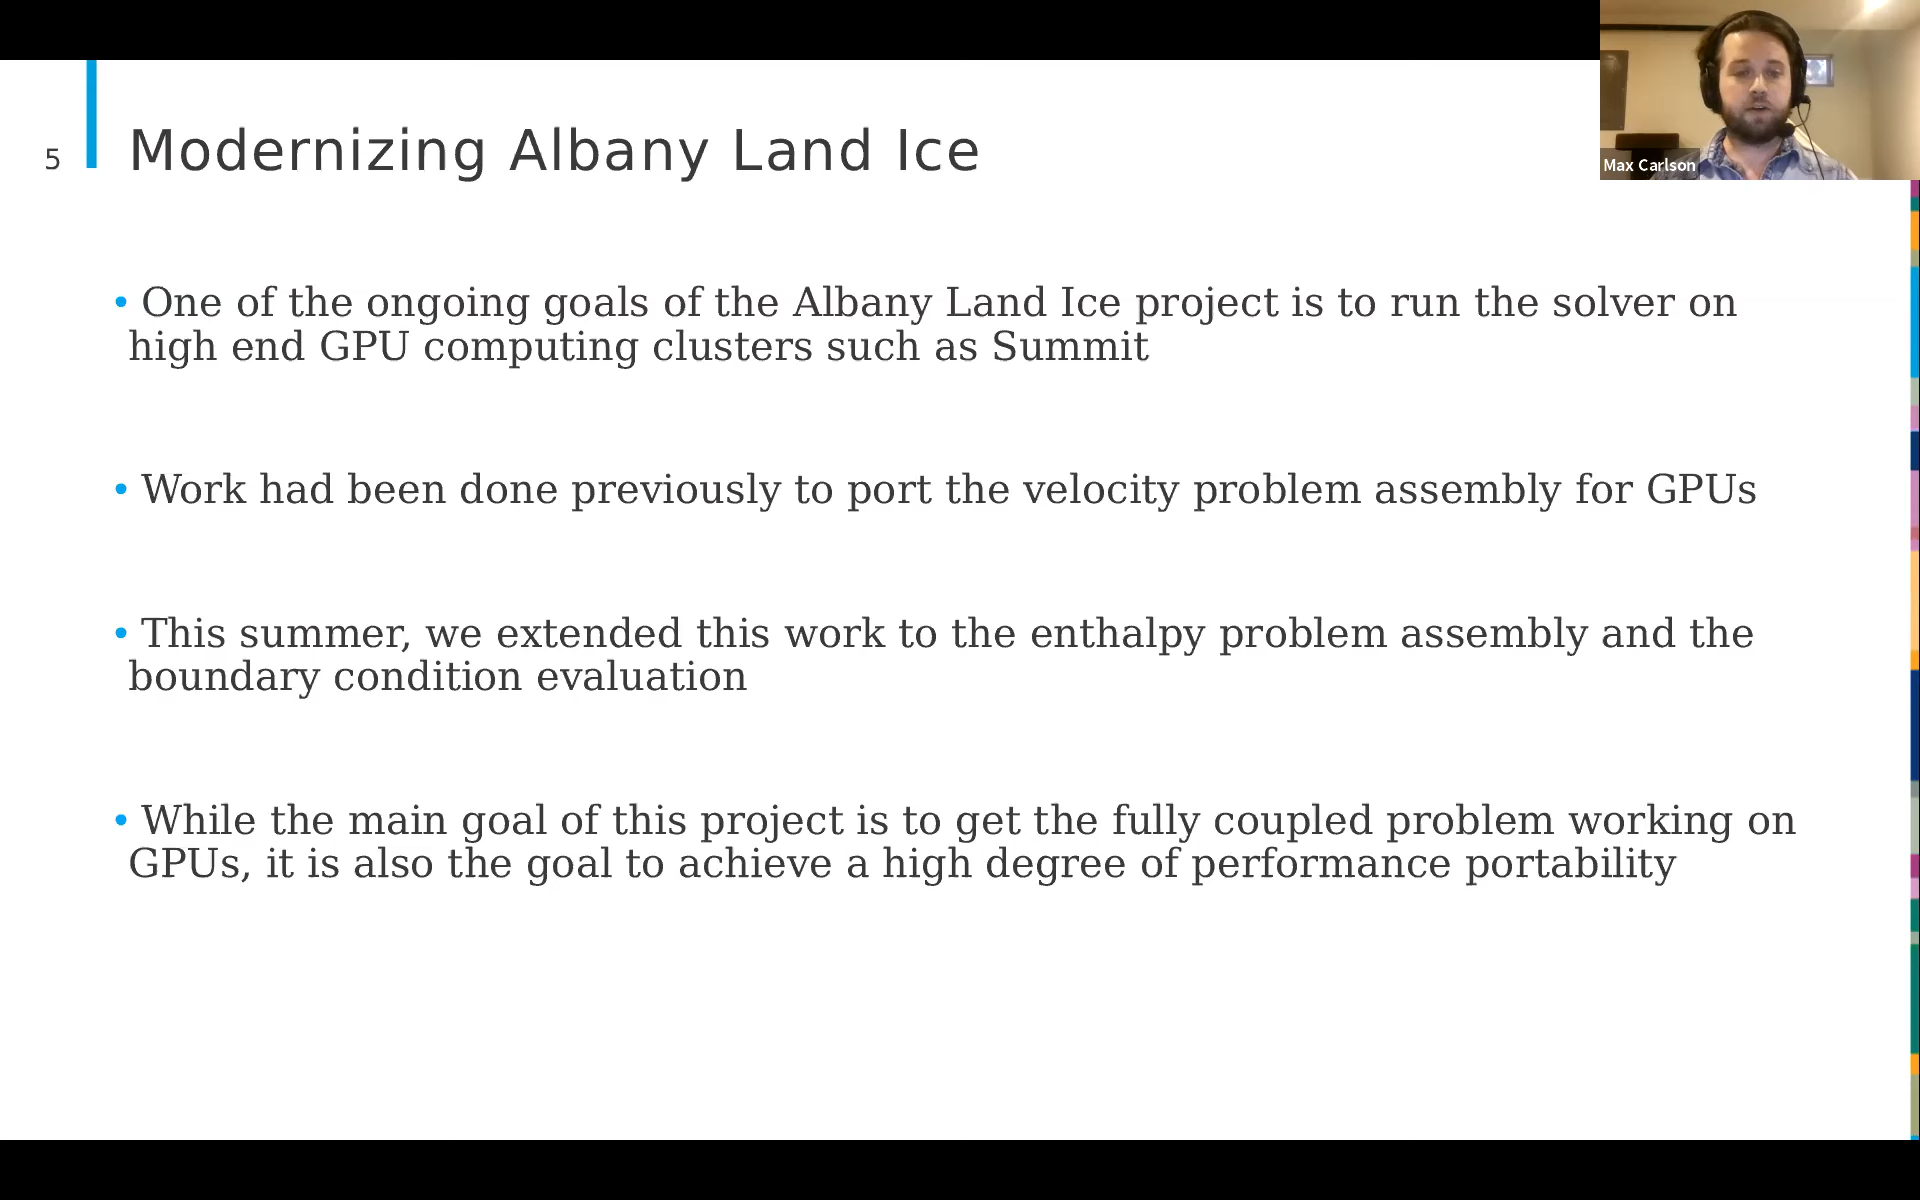 Max Carlson
5
Modernizing Albany Land Ice
• One of the ongoing goals of the Albany Land Ice project is to run the solver on
high end GPU computing clusters such as Summit
• Work had been done previously to port the velocity problem assembly for GPUs
• This summer, we extended this work to the enthalpy problem assembly and the
boundary condition evaluation
• While the main goal of this project is to get the fully coupled problem working on
GPUs, it is also the goal to achieve a high degree of performance portability